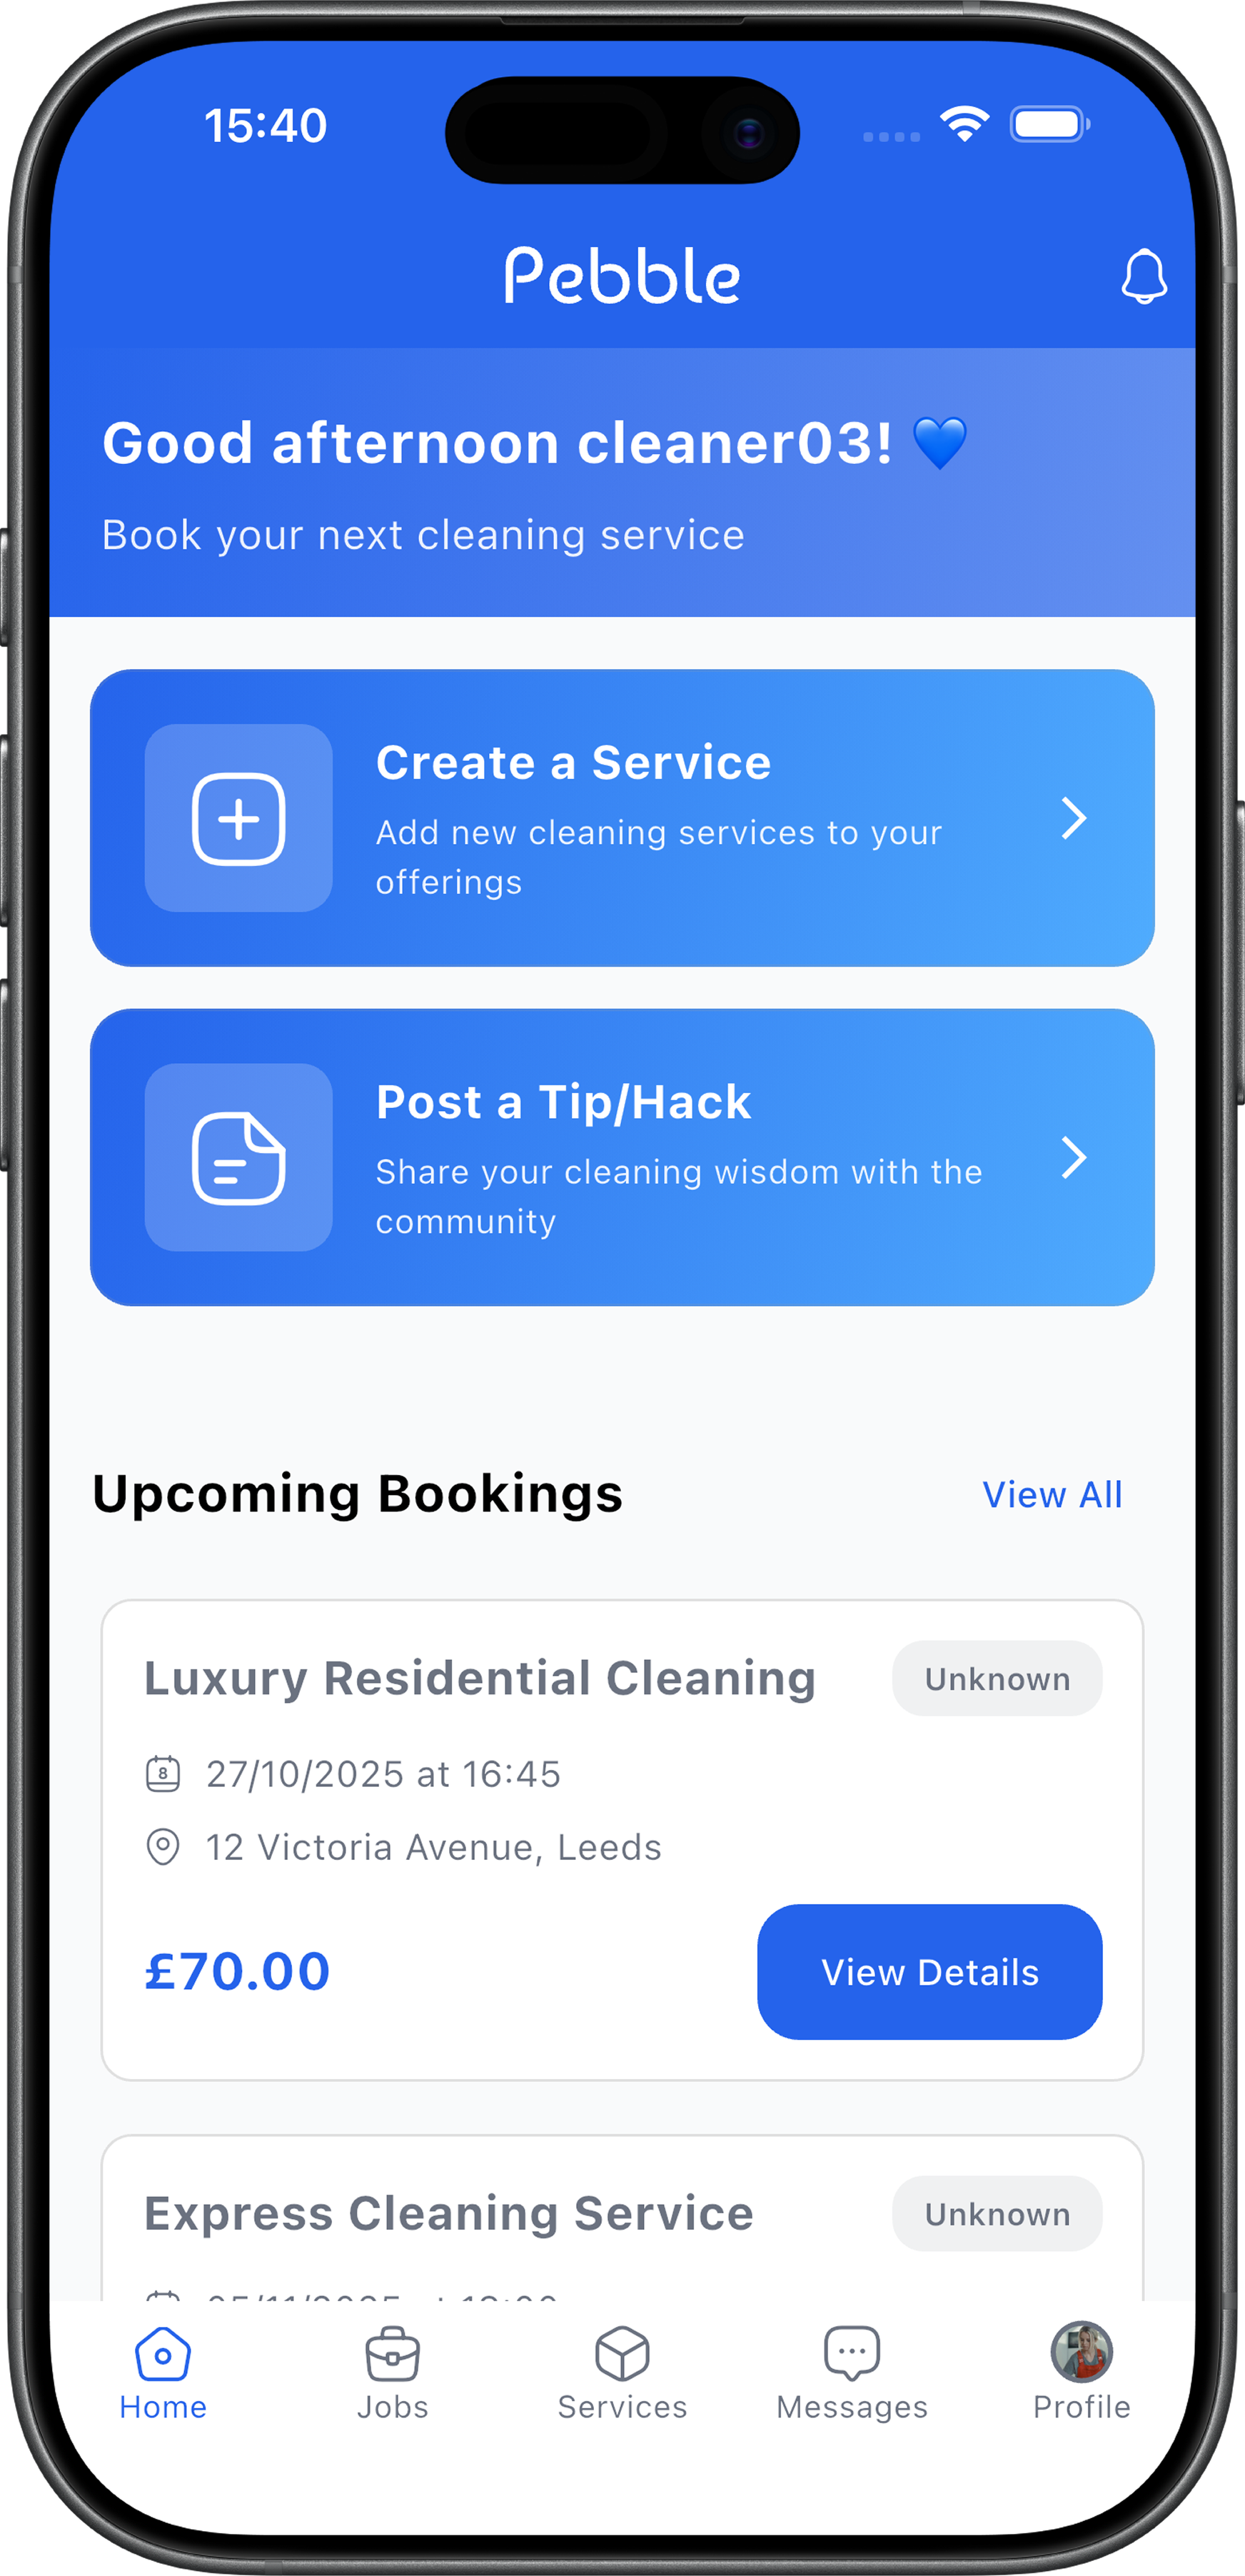 15:40
Pebble
Good afternoon cleaner03! 💙
Book your next cleaning service
Create a Service
Add new cleaning services to your
offerings
Post a Tip/Hack
Share your cleaning wisdom with the
community
Upcoming Bookings
View All
Luxury Residential Cleaning
Unknown
8
27/10/2025 at 16:45
12 Victoria Avenue, Leeds
£70.00
View Details
Express Cleaning Service
Unknown
Home
Jobs
Services
Messages
Profile